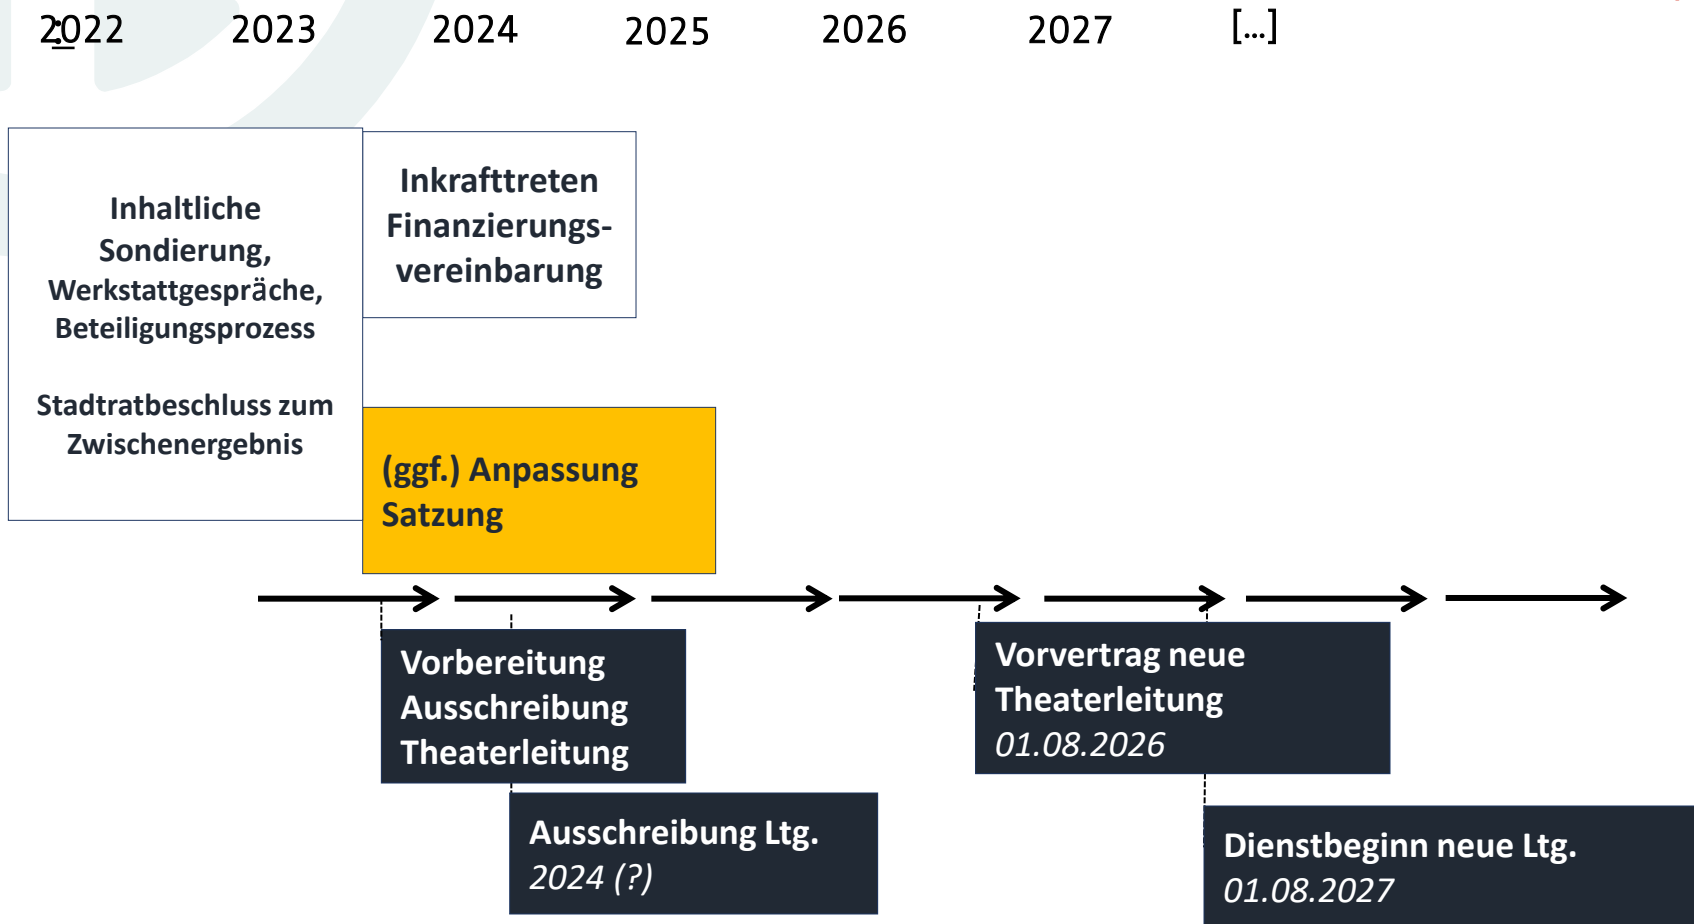 2022 2023 2024 2025 2026 2027 [...]
Inhaltliche
Sondierung,
Werkstattgespräche,
Beteiligungsprozess
Stadtratbeschluss zum
Zwischenergebnis
Inkrafttreten
Finanzierungs-
vereinbarung
(ggf.) Anpassung
Satzung
Vorbereitung
Ausschreibung
Theaterleitung
Ausschreibung Ltg.
2024 (?)
Vorvertrag neue
Theaterleitung
01.08.2026
Dienstbeginn neue Ltg.
01.08.2027